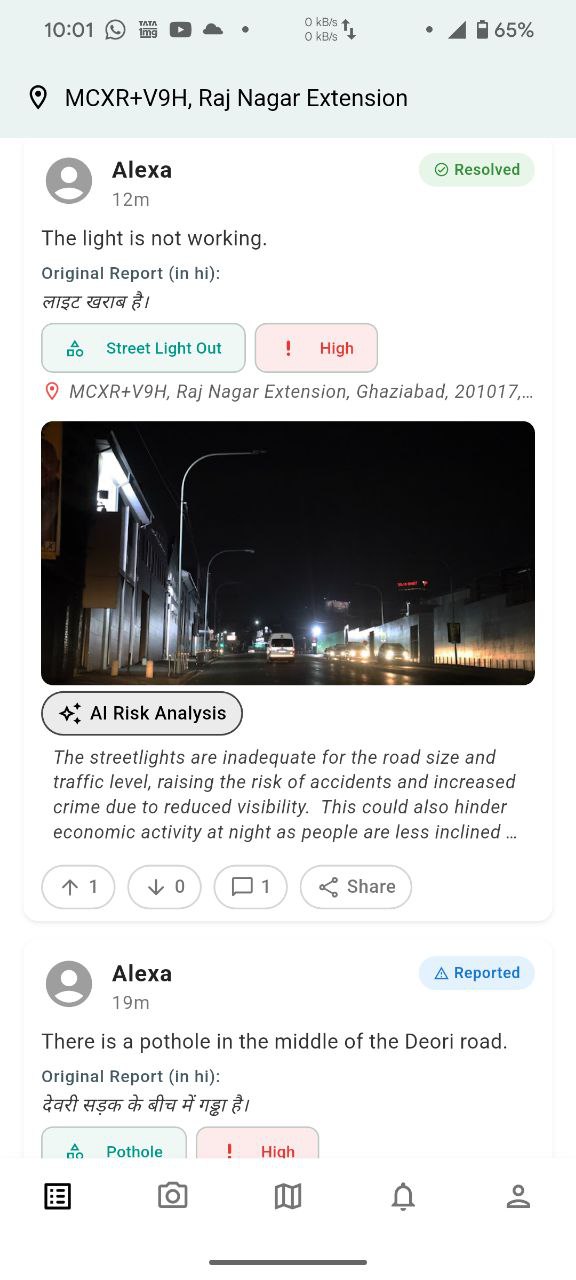 10:01
TATA
1mg
0 kB/s
0 kB/s
65%
MCXR+V9H, Raj Nagar Extension
Alexa
Resolved
12m
The light is not working.
Original Report (in hi):
लाइट खराब है।
Street Light Out
High
MCXR+V9H, Raj Nagar Extension, Ghaziabad, 201017,…
AI Risk Analysis
The streetlights are inadequate for the road size and
traffic level, raising the risk of accidents and increased
crime due to reduced visibility.  This could also hinder
economic activity at night as people are less inclined …
1
0
1
Share
Alexa
Reported
19m
There is a pothole in the middle of the Deori road.
Original Report (in hi):
देवरी सड़क के बीच में गड्ढा है।
Pothole
High